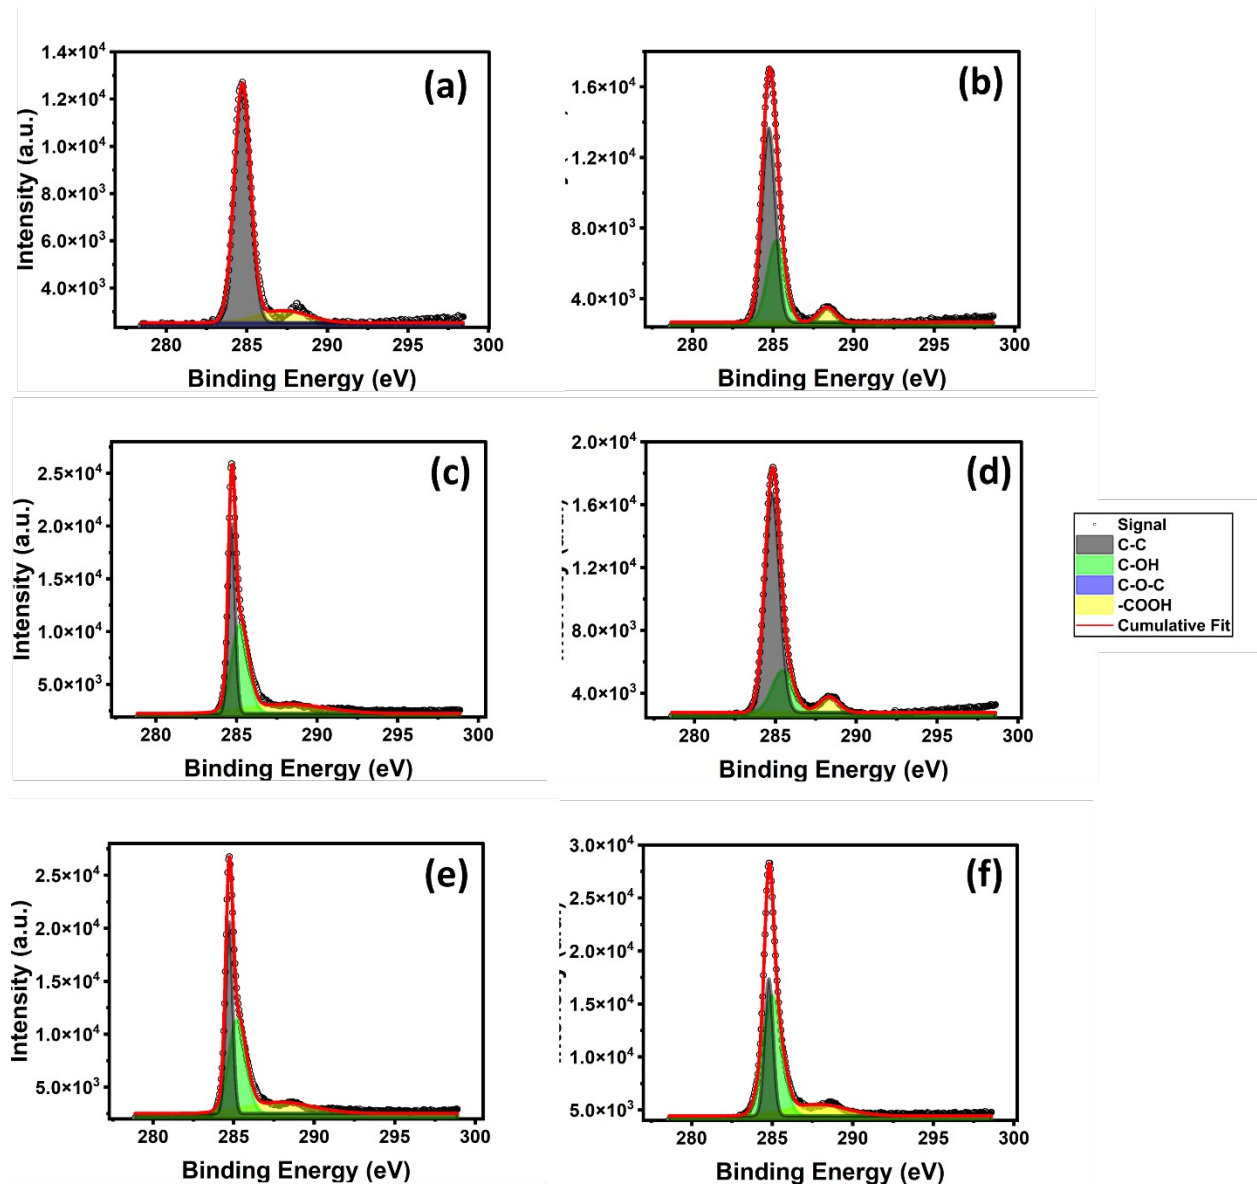 (a)
1.4×10⁴
1.2×10⁴
1.0×10⁴
8.0×10³
6.0×10³
4.0×10³
Intensity (a.u.)
280 285 290 295 300
Binding Energy (eV)
(b)
1.6×10⁴
1.2×10⁴
8.0×10³
4.0×10³
280 285 290 295 300
Binding Energy (eV)
(c)
2.5×10⁴
2.0×10⁴
1.5×10⁴
1.0×10⁴
5.0×10³
Intensity (a.u.)
280 285 290 295 300
Binding Energy (eV)
(d)
2.0×10⁴
1.6×10⁴
1.2×10⁴
8.0×10³
4.0×10³
280 285 290 295 300
Binding Energy (eV)
Signal
C-C
C-OH
C-O-C
-COOH
Cumulative Fit
(e)
2.5×10⁴
2.0×10⁴
1.5×10⁴
1.0×10⁴
5.0×10³
Intensity (a.u.)
280 285 290 295 300
Binding Energy (eV)
(f)
3.0×10⁴
2.5×10⁴
2.0×10⁴
1.5×10⁴
1.0×10⁴
5.0×10³
280 285 290 295 300
Binding Energy (eV)